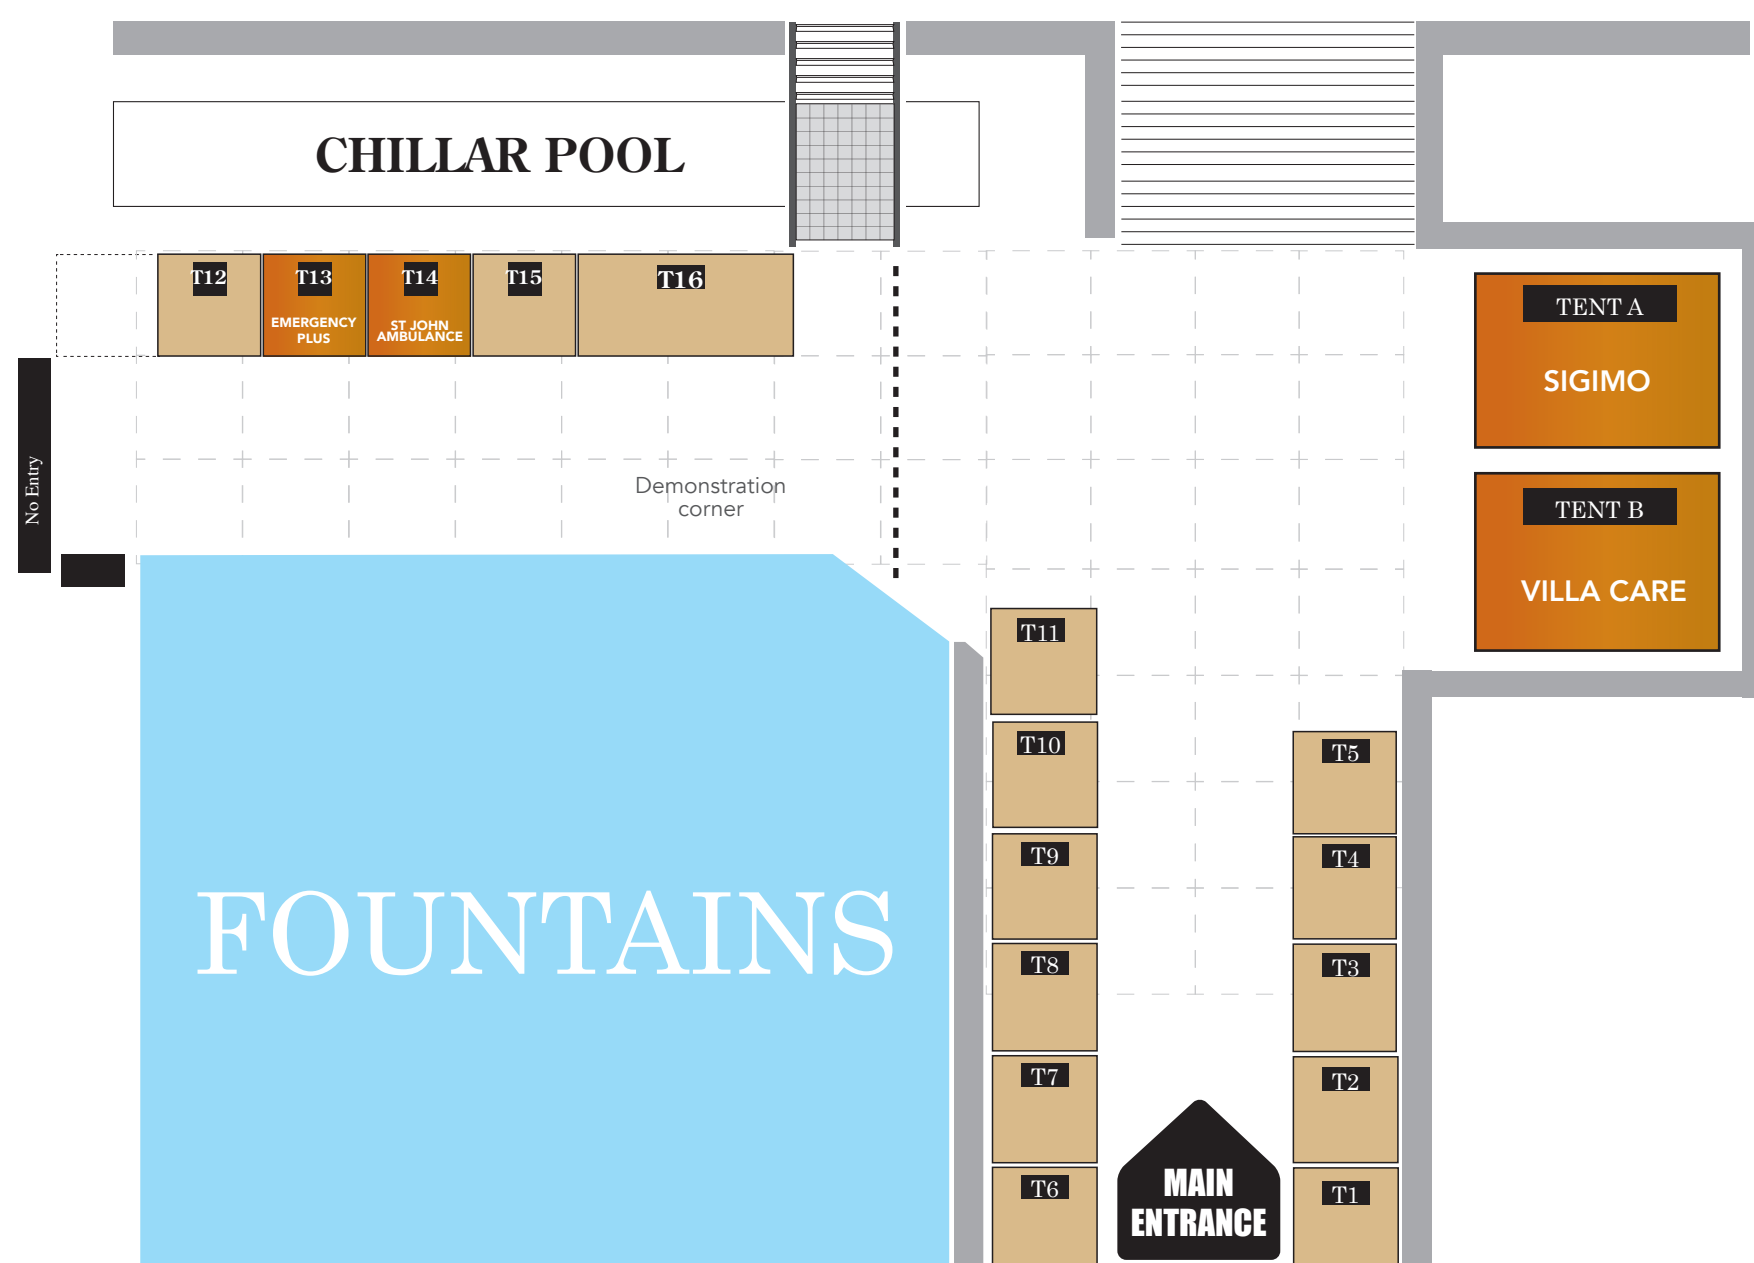 CHILLAR POOL
T12
T13
EMERGENCY
PLUS
T14
ST JOHN
AMBULANCE
T15
T16
TENT A
SIGIMO
TENT B
VILLA CARE
No Entry
Demonstration
corner
FOUNTAINS
T11
T10
T9
T8
T7
T6
T5
T4
T3
T2
T1
MAIN
ENTRANCE